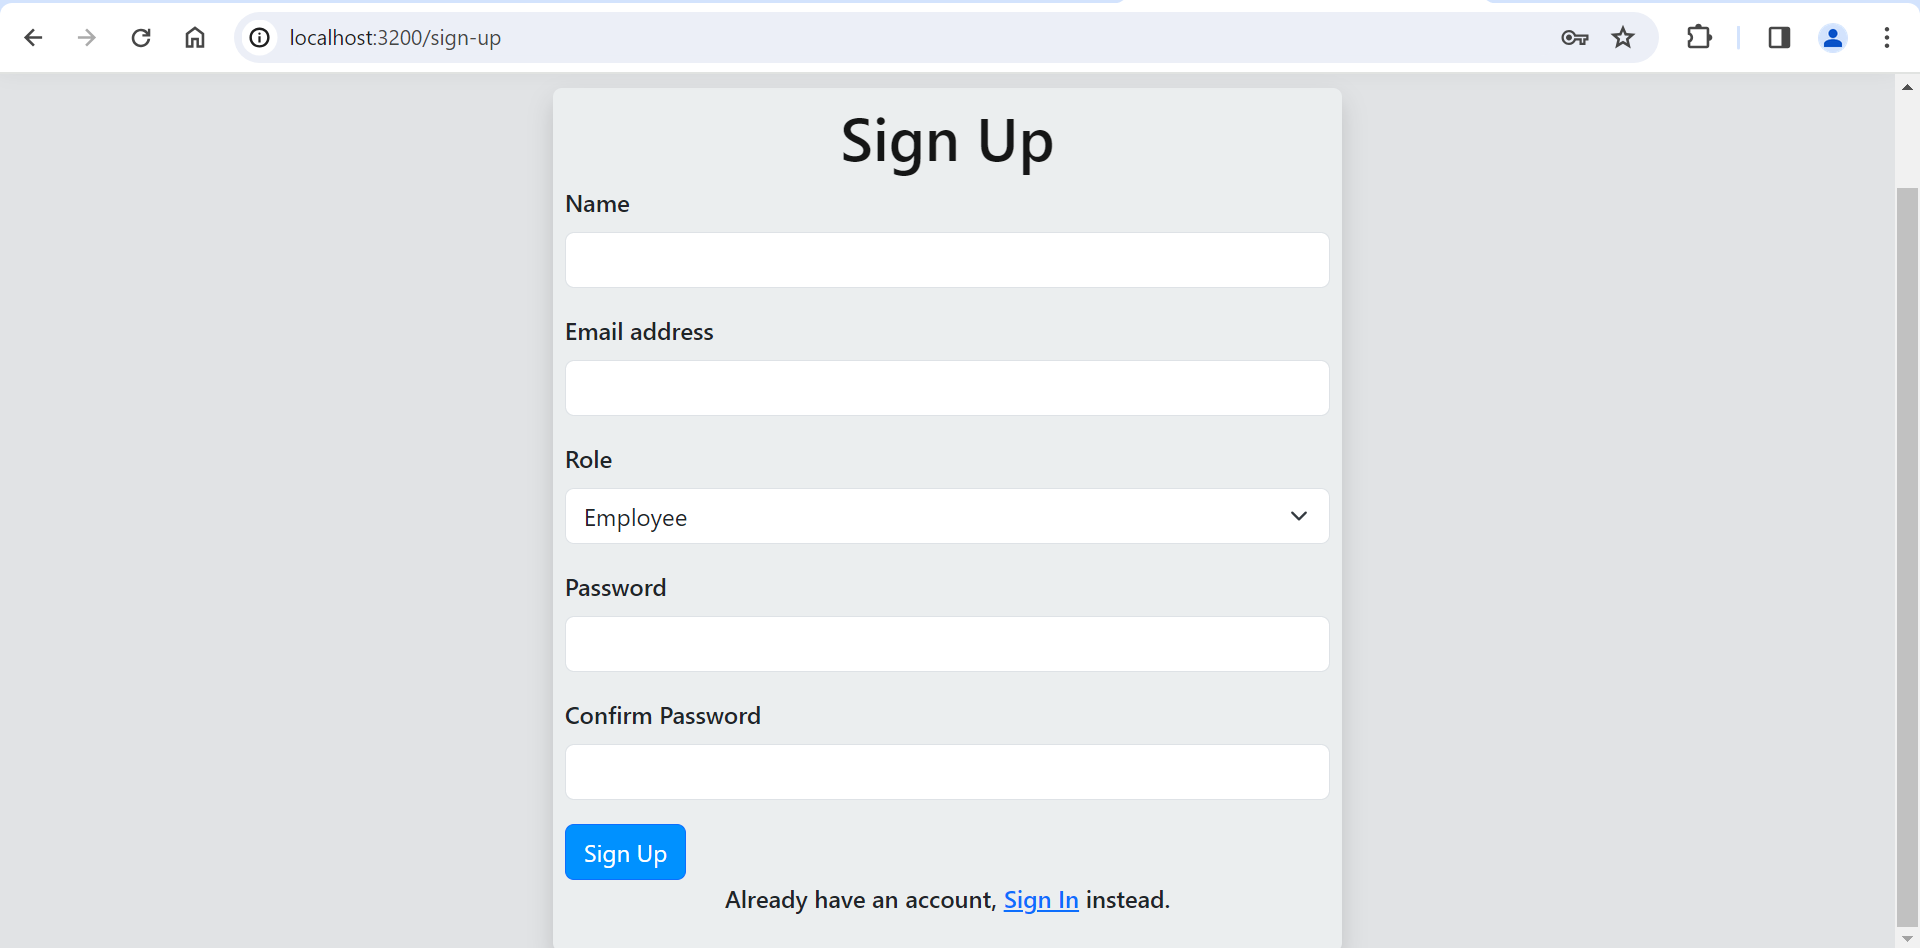 localhost:3200/sign-up
Sign Up
Name
Email address
Role
Employee
Password
Confirm Password
Sign Up
Already have an account, Sign In instead.